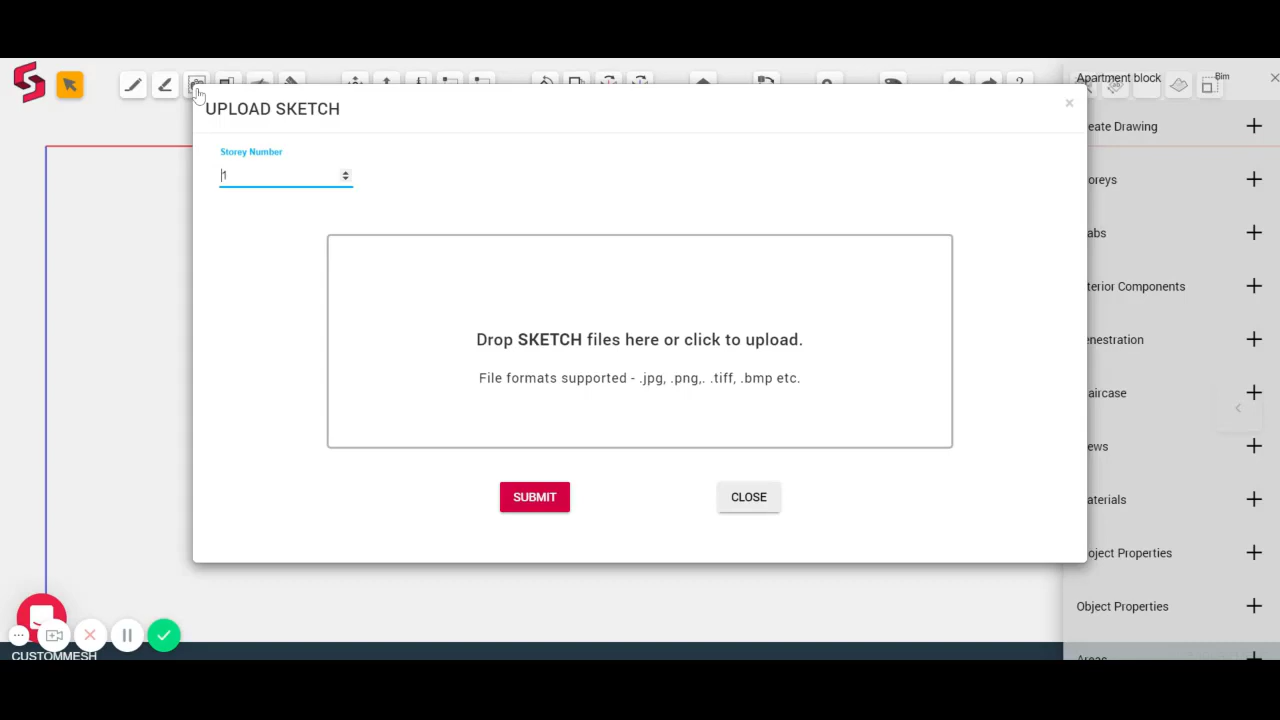 Apartment block
Bim
×
UPLOAD SKETCH
×
eate Drawing +
Storey Number
1
oreys +
abs +
terior Components +
Drop SKETCH files here or click to upload.
enestration +
File formats supported - .jpg, .png,. .tiff, .bmp etc.
aircase +
ews +
SUBMIT
CLOSE
aterials +
oject Properties +
Object Properties +
CUSTOMMESH
Areas +